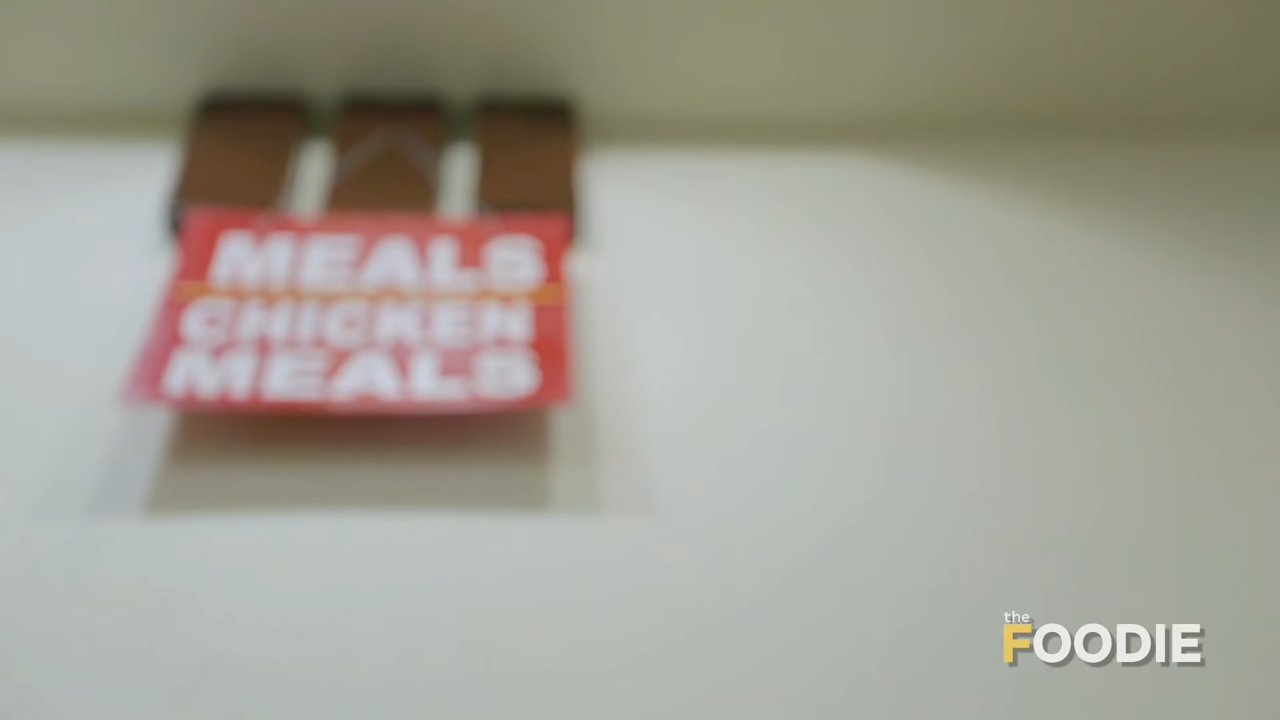 MEALS
CHICKEN
MEALS
the
FOODIE